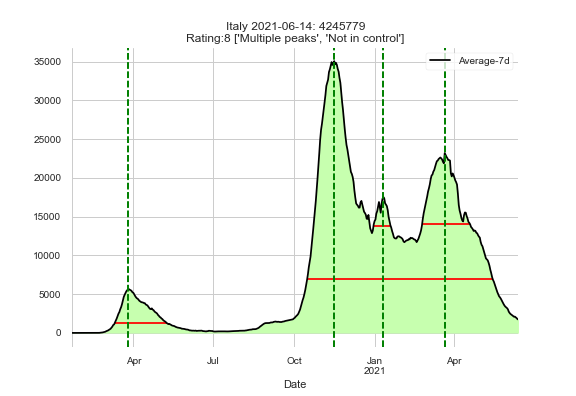 Italy 2021-06-14: 4245779
Rating:8 ['Multiple peaks', 'Not in control']
Average-7d
35000
30000
25000
20000
15000
10000
5000
0
Apr Jul Oct Jan Apr
2021
Date